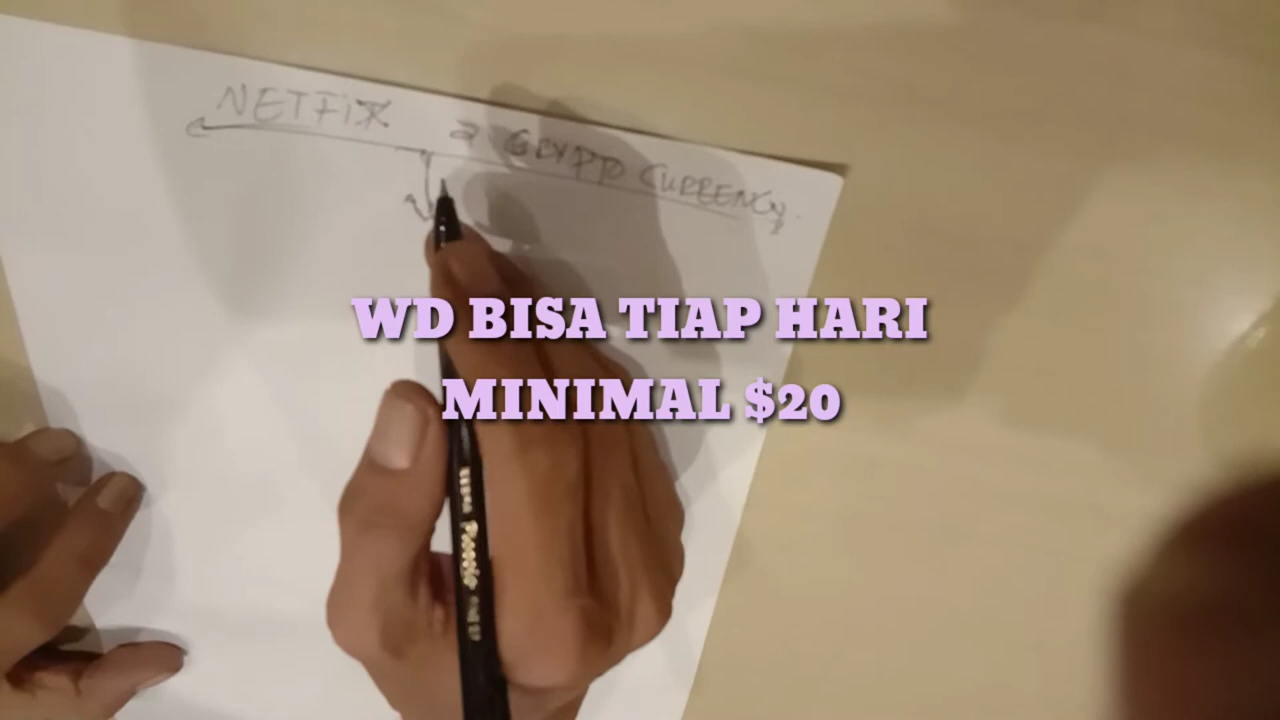 NETFIX = CRYPTO CURRENCY
WD BISA TIAP HARI
MINIMAL $20